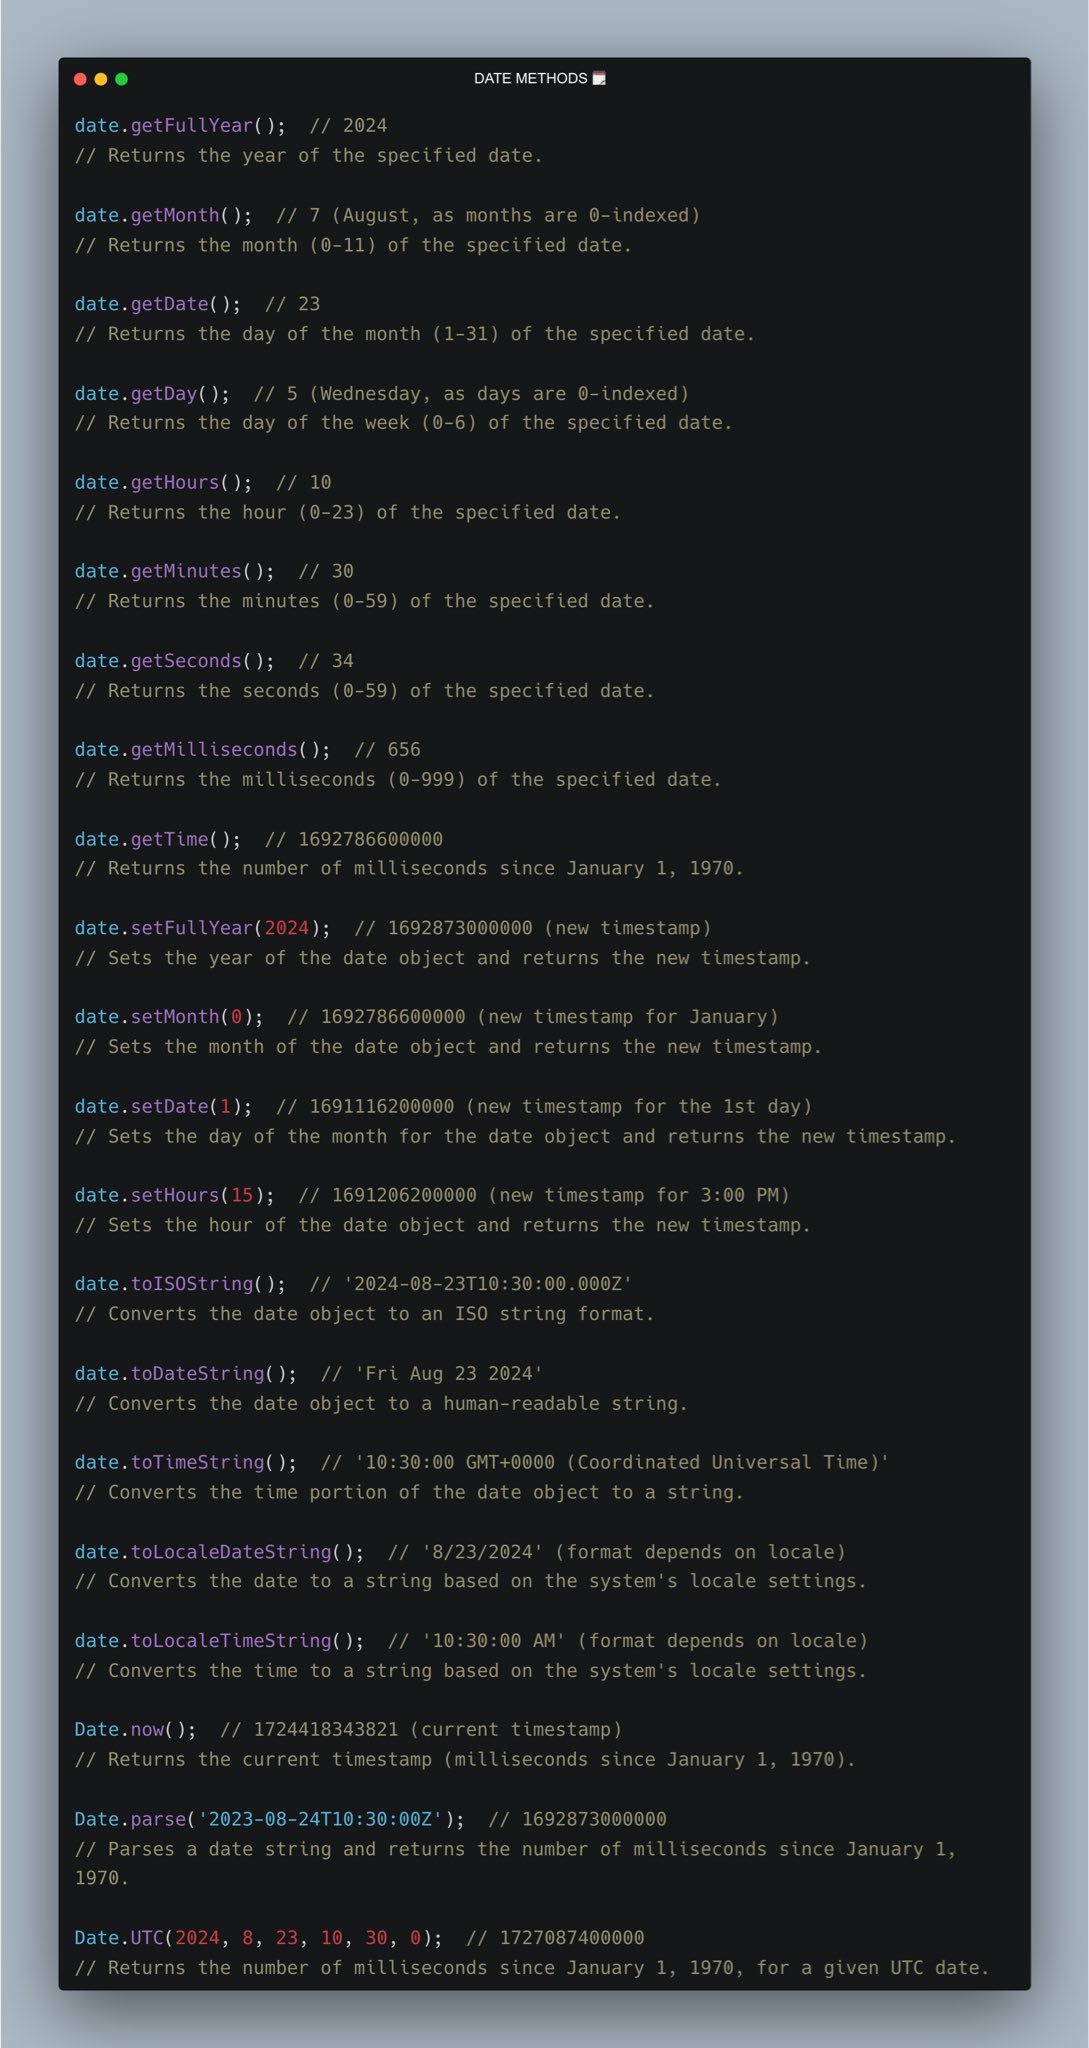 DATE METHODS 🗒️
date.getFullYear();  // 2024
// Returns the year of the specified date.
date.getMonth();  // 7 (August, as months are 0-indexed)
// Returns the month (0-11) of the specified date.
date.getDate();  // 23
// Returns the day of the month (1-31) of the specified date.
date.getDay();  // 5 (Wednesday, as days are 0-indexed)
// Returns the day of the week (0-6) of the specified date.
date.getHours();  // 10
// Returns the hour (0-23) of the specified date.
date.getMinutes();  // 30
// Returns the minutes (0-59) of the specified date.
date.getSeconds();  // 34
// Returns the seconds (0-59) of the specified date.
date.getMilliseconds();  // 656
// Returns the milliseconds (0-999) of the specified date.
date.getTime();  // 1692786600000
// Returns the number of milliseconds since January 1, 1970.
date.setFullYear(2024);  // 1692873000000 (new timestamp)
// Sets the year of the date object and returns the new timestamp.
date.setMonth(0);  // 1692786600000 (new timestamp for January)
// Sets the month of the date object and returns the new timestamp.
date.setDate(1);  // 1691116200000 (new timestamp for the 1st day)
// Sets the day of the month for the date object and returns the new timestamp.
date.setHours(15);  // 1691206200000 (new timestamp for 3:00 PM)
// Sets the hour of the date object and returns the new timestamp.
date.toISOString();  // '2024-08-23T10:30:00.000Z'
// Converts the date object to an ISO string format.
date.toDateString();  // 'Fri Aug 23 2024'
// Converts the date object to a human-readable string.
date.toTimeString();  // '10:30:00 GMT+0000 (Coordinated Universal Time)'
// Converts the time portion of the date object to a string.
date.toLocaleDateString();  // '8/23/2024' (format depends on locale)
// Converts the date to a string based on the system's locale settings.
date.toLocaleTimeString();  // '10:30:00 AM' (format depends on locale)
// Converts the time to a string based on the system's locale settings.
Date.now();  // 1724418343821 (current timestamp)
// Returns the current timestamp (milliseconds since January 1, 1970).
Date.parse('2023-08-24T10:30:00Z');  // 1692873000000
// Parses a date string and returns the number of milliseconds since January 1,
1970.
Date.UTC(2024, 8, 23, 10, 30, 0);  // 1727087400000
// Returns the number of milliseconds since January 1, 1970, for a given UTC date.